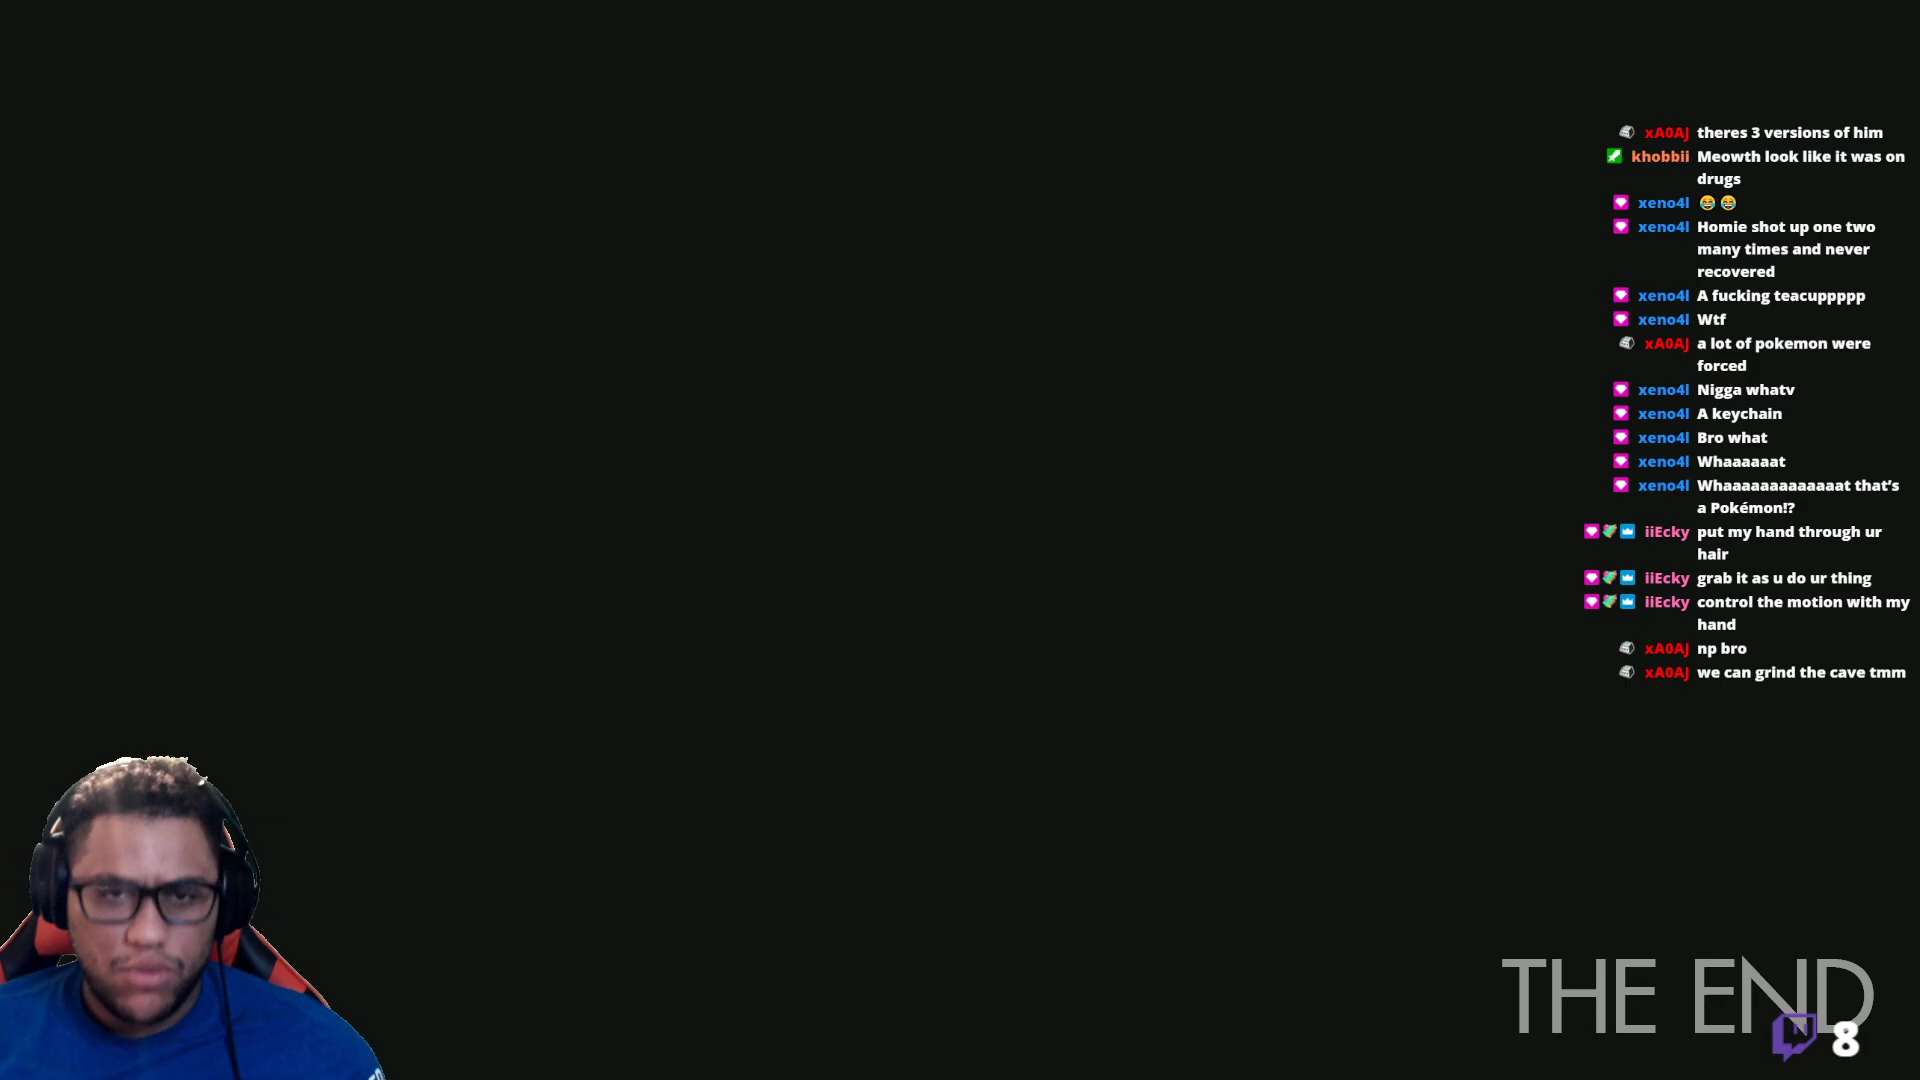 xA0AJ theres 3 versions of him
khobbii Meowth look like it was on
drugs
xeno4l 😂 😂
xeno4l Homie shot up one two
many times and never
recovered
xeno4l A fucking teacuppppp
xeno4l Wtf
xA0AJ a lot of pokemon were
forced
xeno4l Nigga whatv
xeno4l A keychain
xeno4l Bro what
xeno4l Whaaaaaat
xeno4l Whaaaaaaaaaaaaat that’s
a Pokémon!?
iiEcky put my hand through ur
hair
iiEcky grab it as u do ur thing
iiEcky control the motion with my
hand
xA0AJ np bro
xA0AJ we can grind the cave tmm
THE END
8